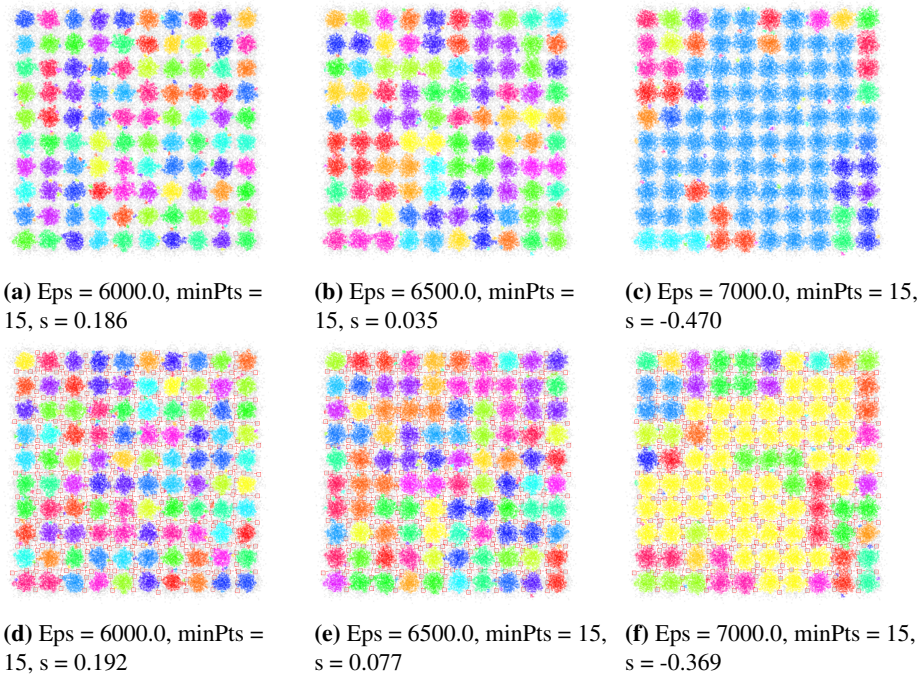 (a) Eps = 6000.0, minPts =
15, s = 0.186
(b) Eps = 6500.0, minPts =
15, s = 0.035
(c) Eps = 7000.0, minPts = 15,
s = -0.470
(d) Eps = 6000.0, minPts =
15, s = 0.192
(e) Eps = 6500.0, minPts = 15,
s = 0.077
(f) Eps = 7000.0, minPts = 15,
s = -0.369